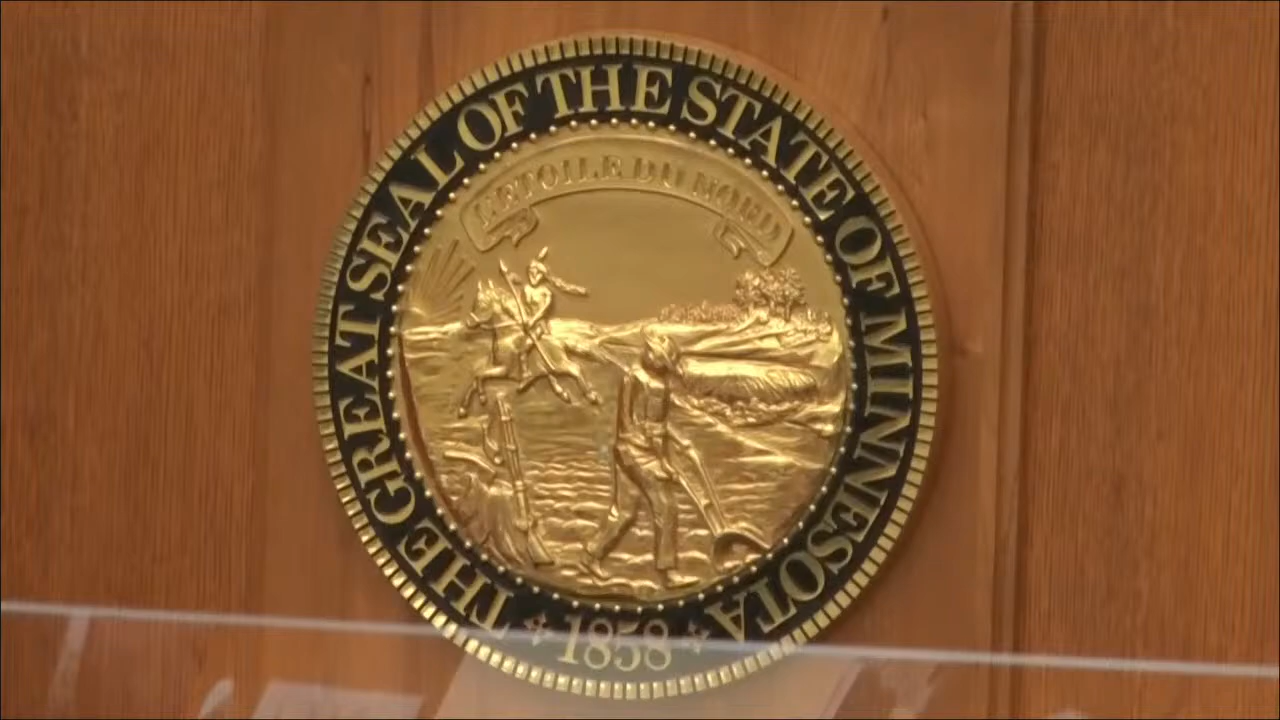 THE GREAT SEAL OF THE STATE OF MINNESOTA
L'ETOILE DU NORD
1858